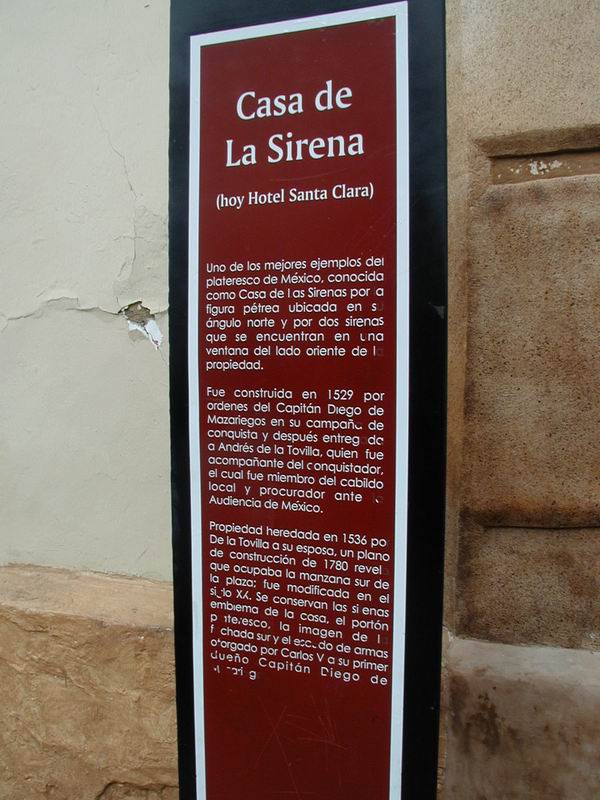 Casa de
La Sirena
(hoy Hotel Santa Clara)
Uno de los mejores ejemplos del
plateresco de México, conocida
como Casa de las Sirenas por a
figura pétrea ubicada en su
ángulo norte y por dos sirenas
que se encuentran en una
ventana del lado oriente de la
propiedad.
Fue construida en 1529 por
ordenes del Capitán Diego de
Mazariegos en su campaña de
conquista y después entregado
a Andrés de la Tovilla, quien fue
acompañante del conquistador,
el cual fue miembro del cabildo
local y procurador ante
Audiencia de México.
Propiedad heredada en 1536 po
De la Tovilla a su esposa, un plano
de construcción de 1780 revel
que ocupaba la manzana sur de
la plaza; fue modificada en el
siglo XX. Se conservan las sirenas
emblema de la casa, el portón
plateresco, la imagen de la
fachada sur y el escudo de armas
otorgado por Carlos V a su primer
dueño Capitán Diego de